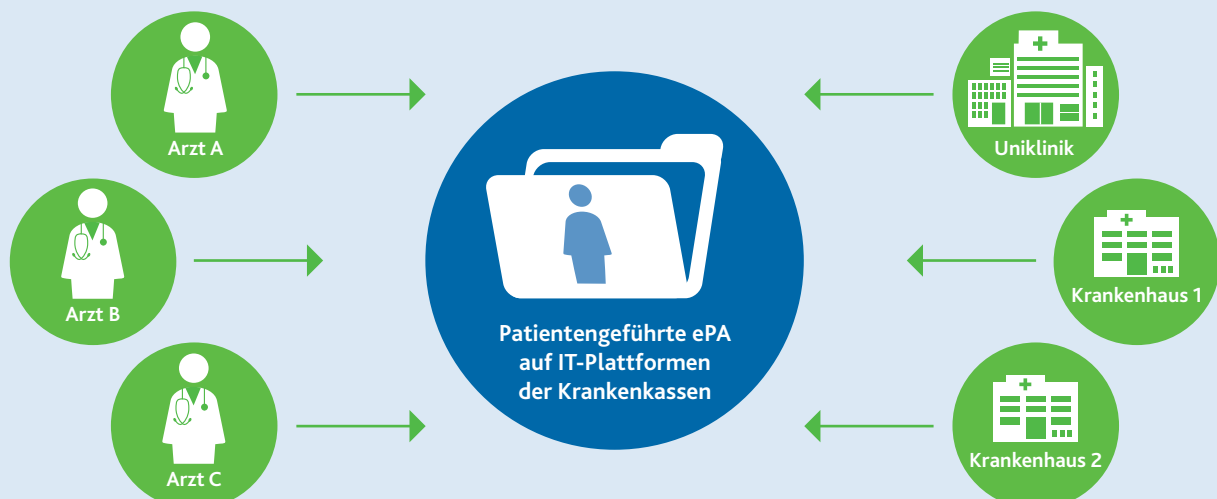 Arzt A
Uniklinik
Arzt B
Krankenhaus 1
Patientengeführte ePA
auf IT-Plattformen
der Krankenkassen
Arzt C
Krankenhaus 2